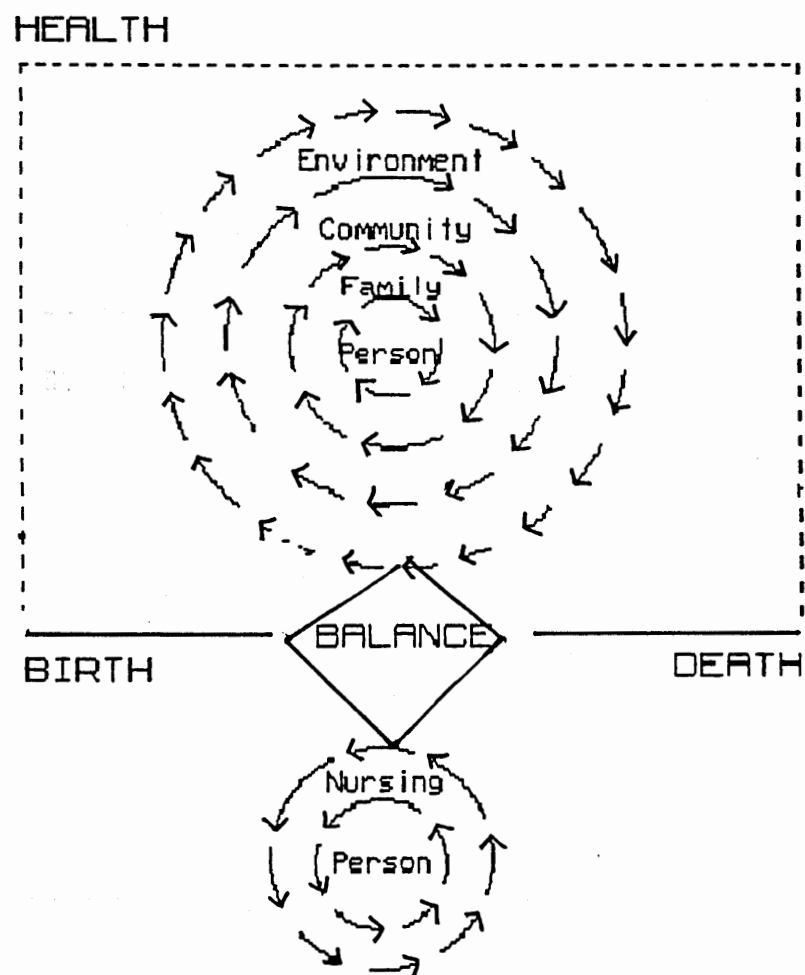 HEALTH
Environment
Community
Family
Person
BALANCE
BIRTH
DEATH
Nursing
Person